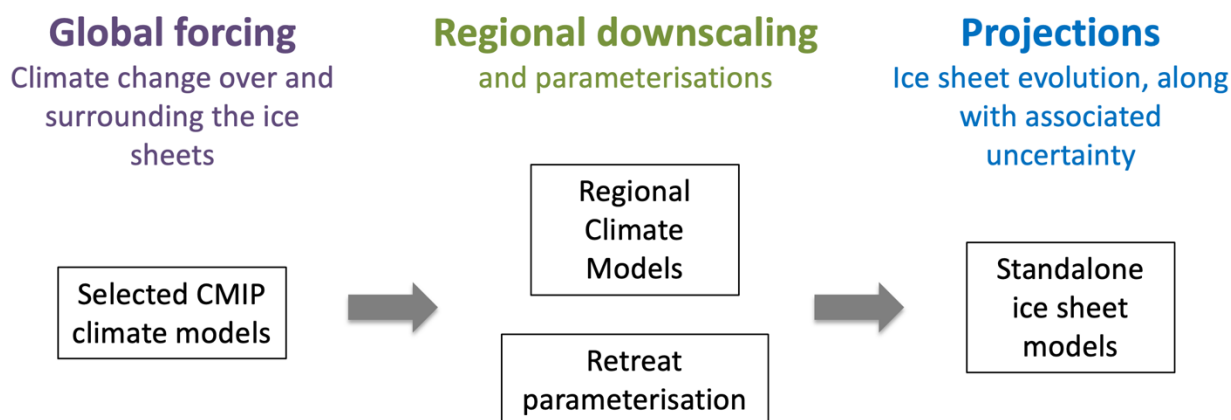 Global forcing
Climate change over and
surrounding the ice
sheets
Selected CMIP
climate models
Regional downscaling
and parameterisations
Regional
Climate
Models
Retreat
parameterisation
Projections
Ice sheet evolution, along
with associated
uncertainty
Standalone
ice sheet
models